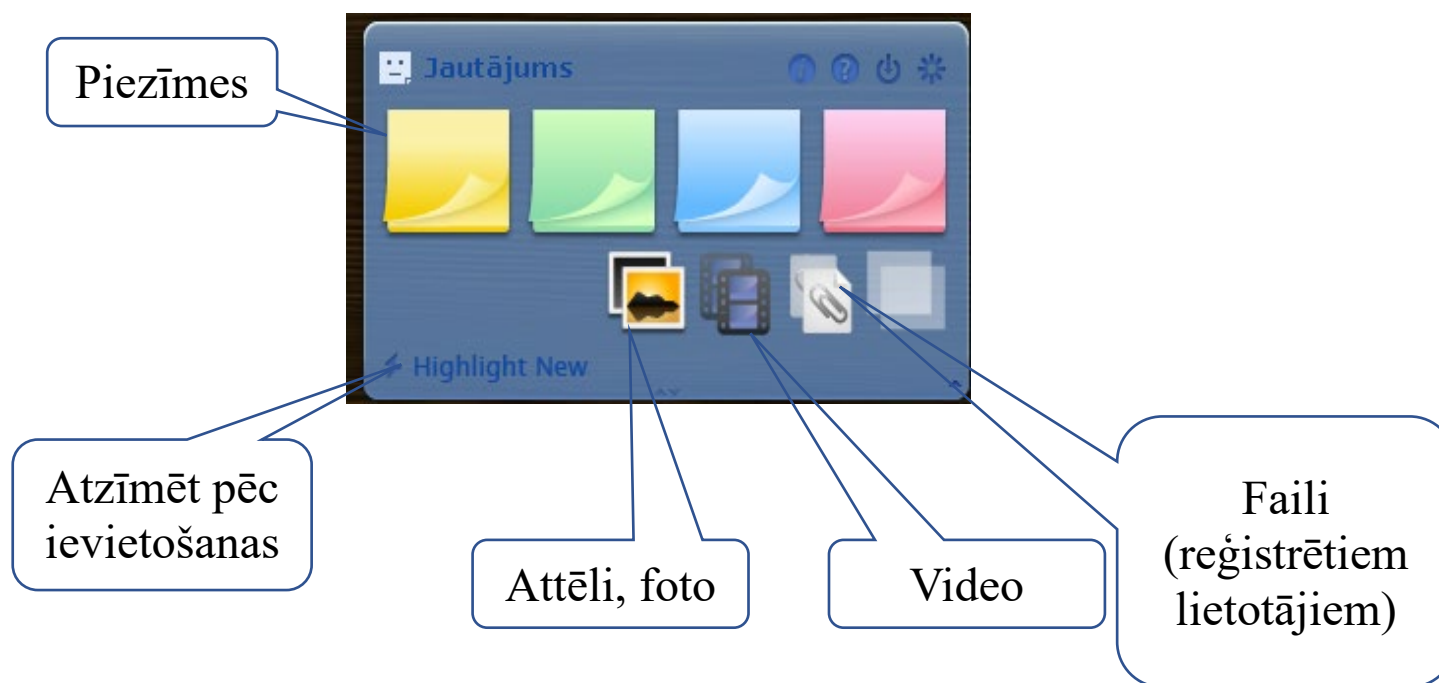 Piezīmes
Jautājums
Highlight New
Atzīmēt pēc
ievietošanas
Attēli, foto
Video
Faili
(reģistrētiem
lietotājiem)